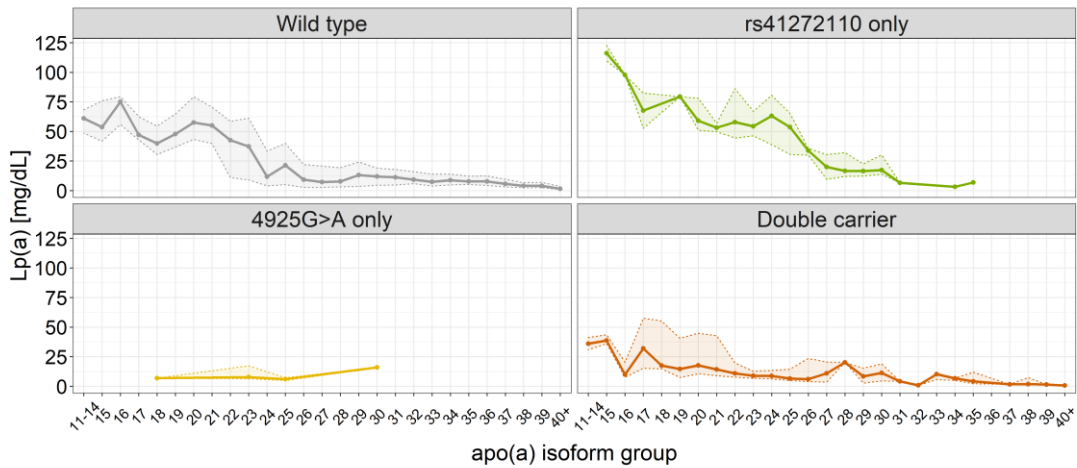 Wild type
rs41272110 only
125
100
75
50
25
0
4925G>A only
Double carrier
125
100
75
50
25
0
Lp(a) [mg/dL]
11-14 15 16 17 18 19 20 21 22 23 24 25 26 27 28 29 30 31 32 33 34 35 37 38 39 40+
11-14 15 16 17 18 19 20 21 22 23 24 25 26 27 28 29 30 31 32 33 34 35 37 38 39 40+
apo(a) isoform group